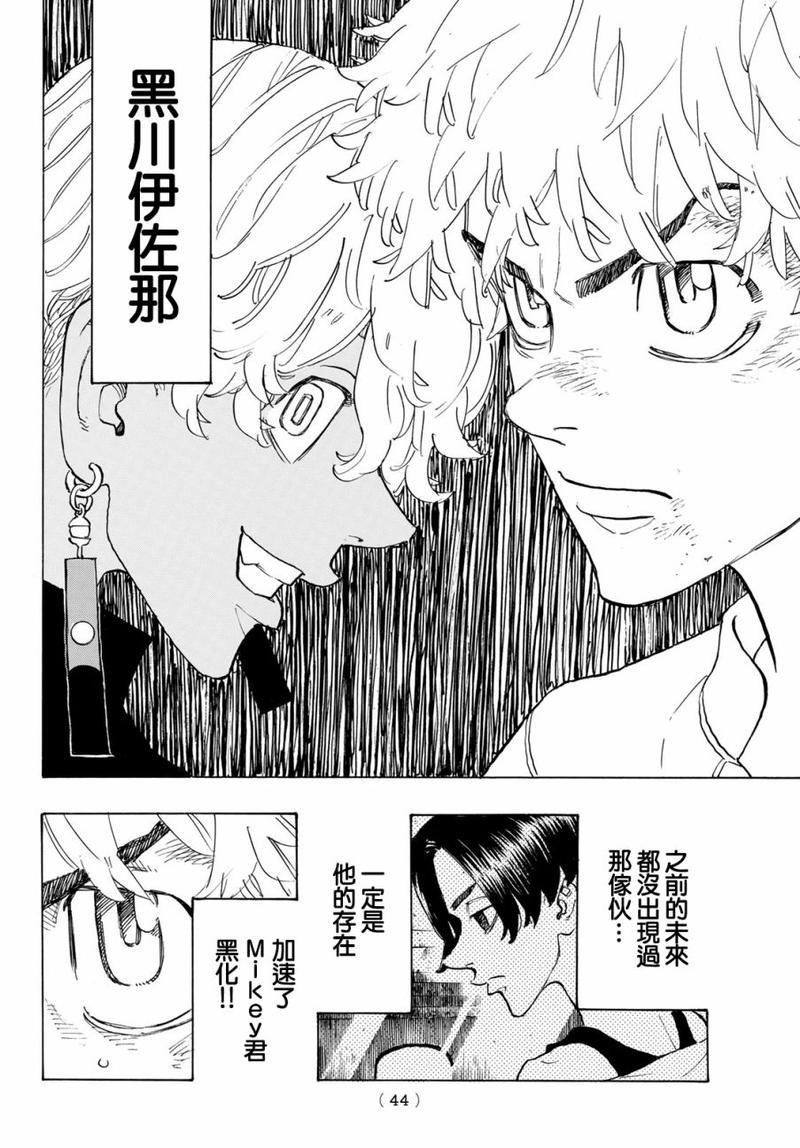 黑川伊佐那
之前的未來
都沒出現過
那傢伙…
一定是
他的存在
加速了
Mikey君
黑化!!
(44)